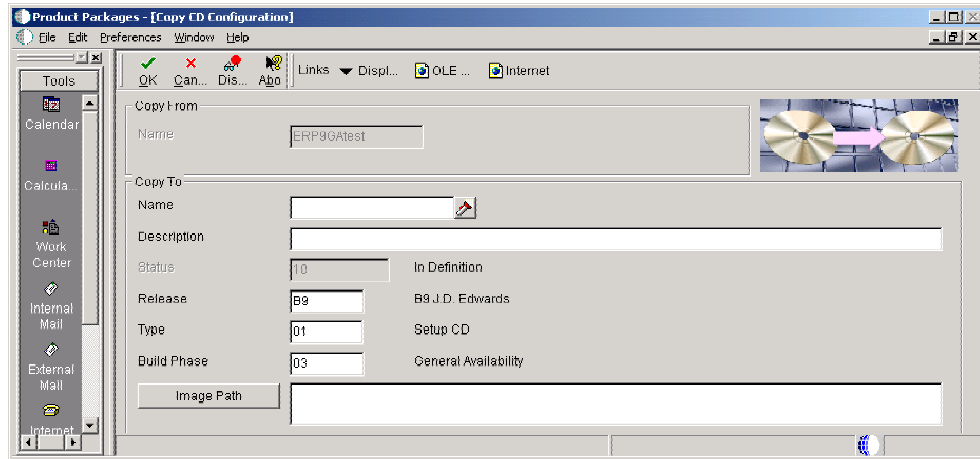 Product Packages - [Copy CD Configuration]
File Edit Preferences Window Help
Tools
Calendar
Calcula...
Work Center
Internal Mail
External Mail
Internet
OK Can... Dis... Abo Links Displ... OLE ... Internet
Copy From
Name ERP9GAtest
Copy To
Name
Description
Status 10 In Definition
Release B9 B9 J.D. Edwards
Type 01 Setup CD
Build Phase 03 General Availability
Image Path